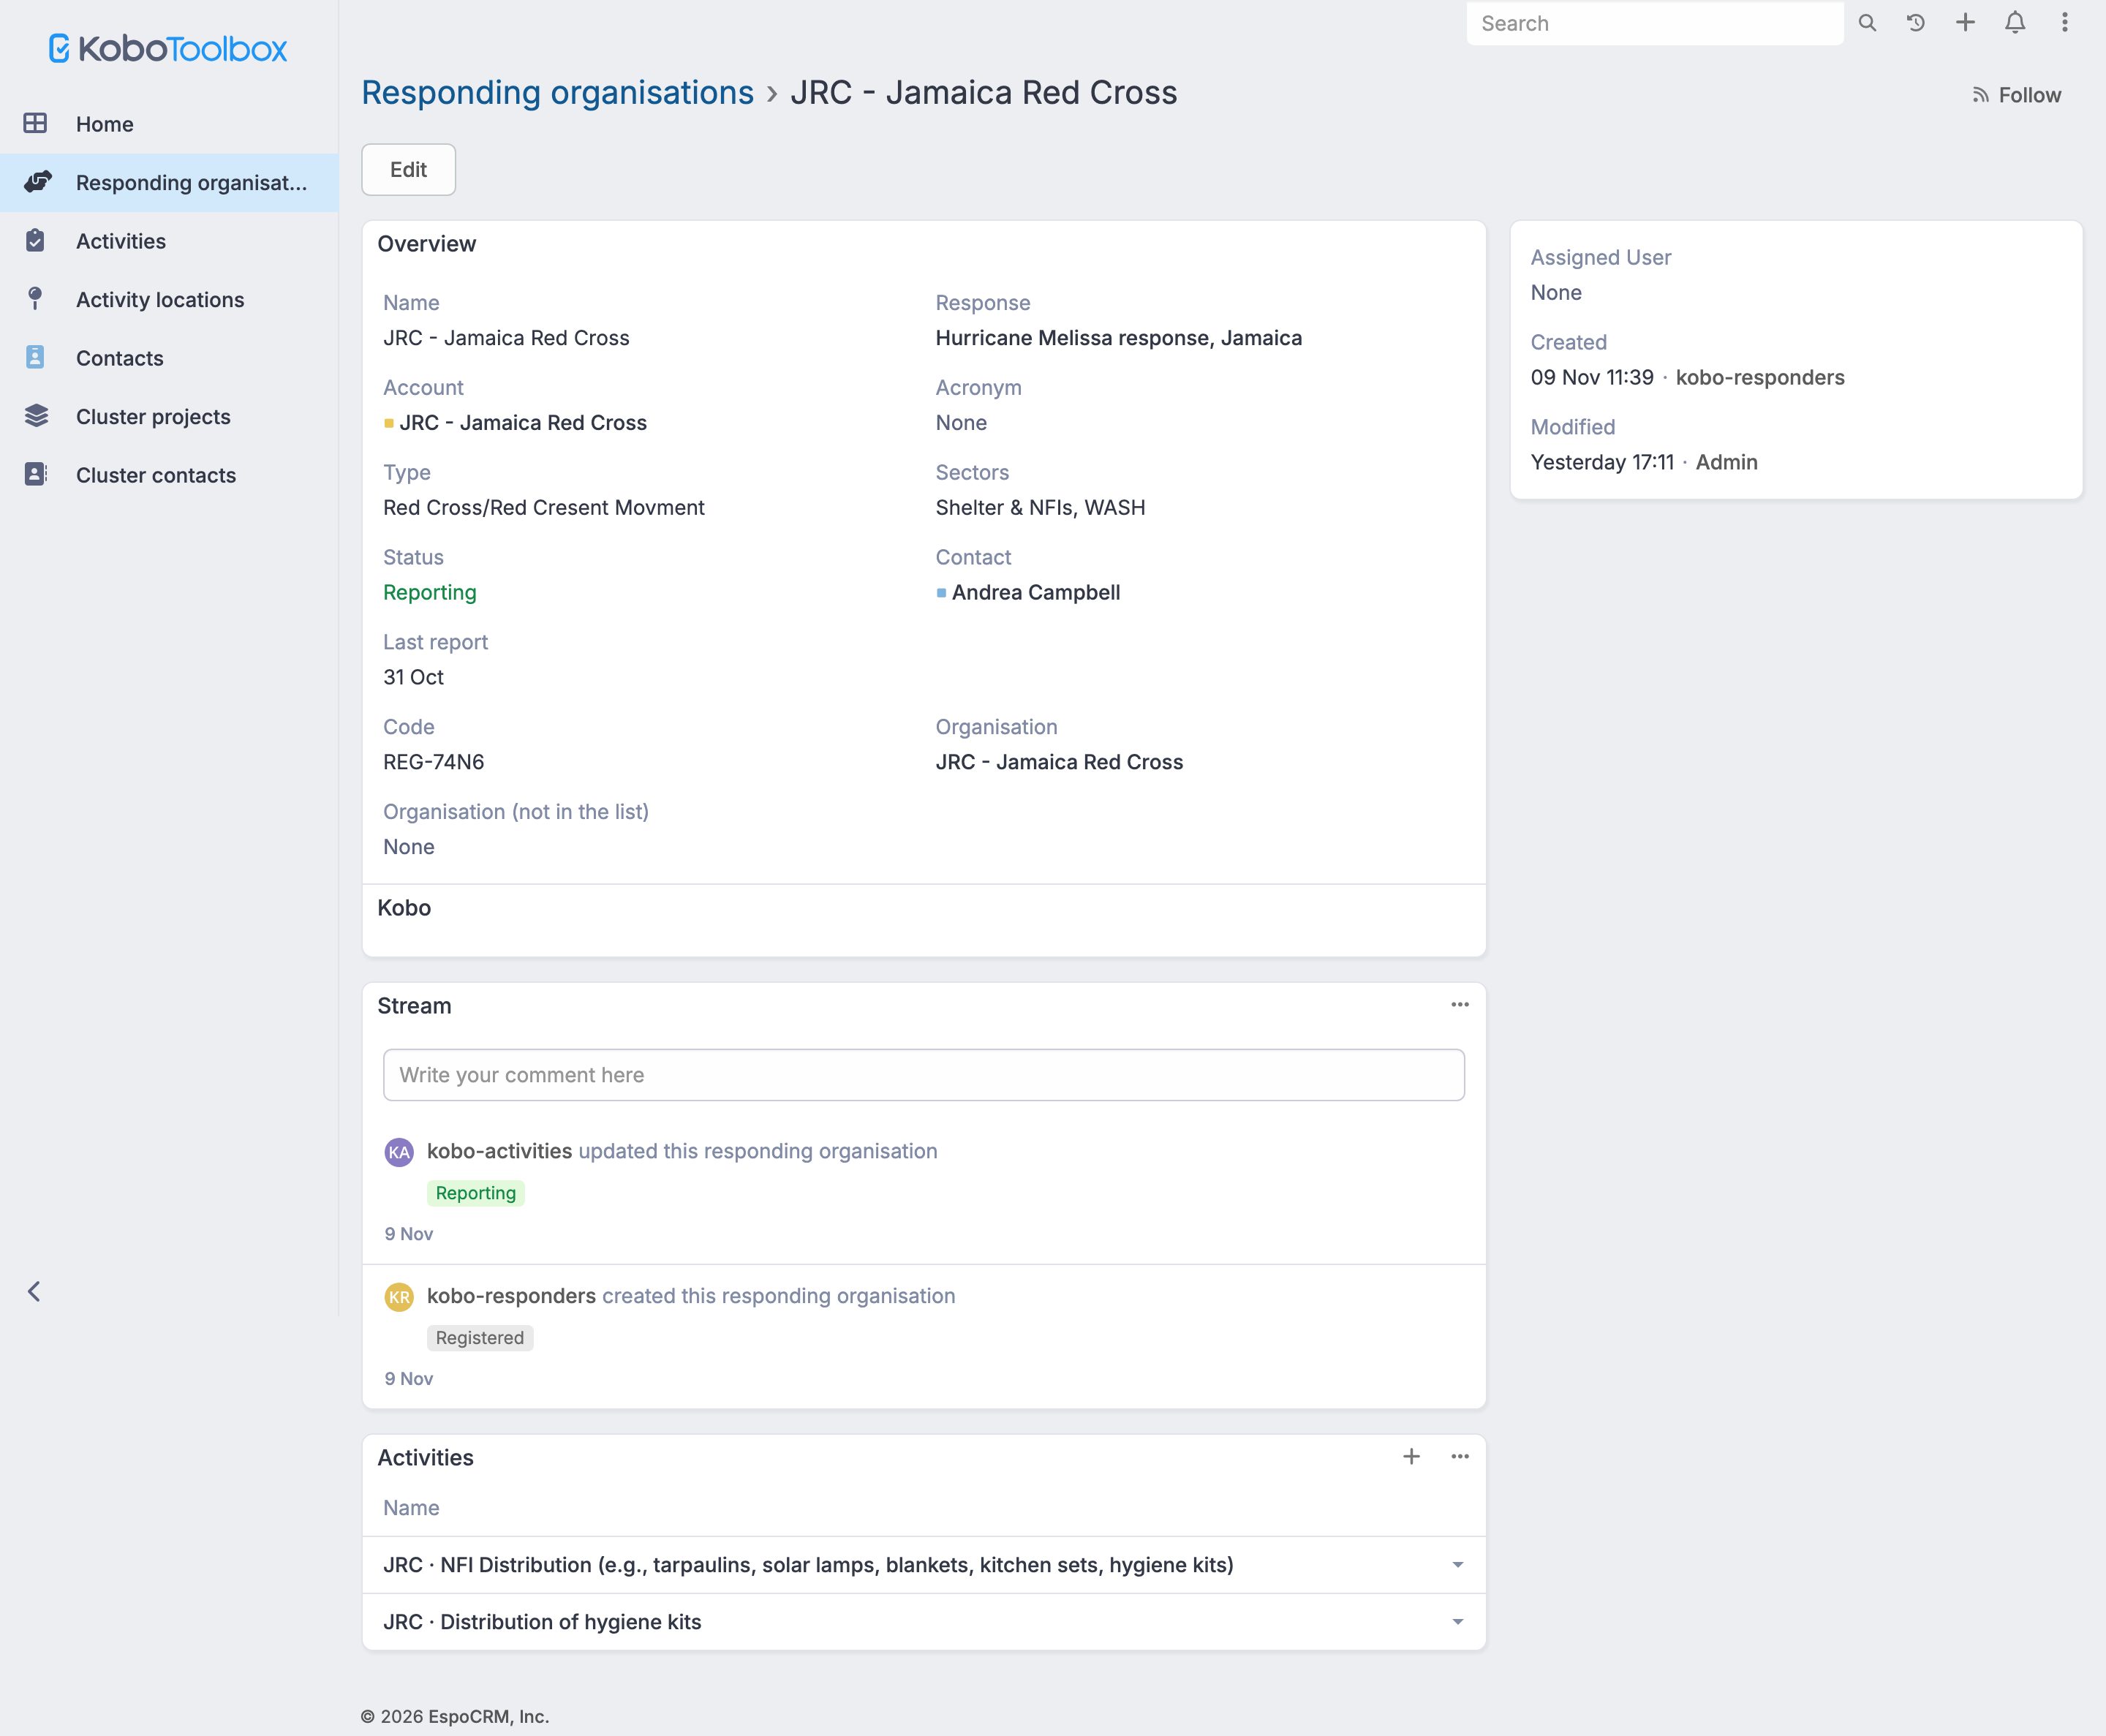 KoboToolbox
Search
Home
Responding organisat...
Activities
Activity locations
Contacts
Cluster projects
Cluster contacts
Responding organisations › JRC - Jamaica Red Cross
Follow
Edit
Overview
Name
JRC - Jamaica Red Cross
Response
Hurricane Melissa response, Jamaica
Account
JRC - Jamaica Red Cross
Acronym
None
Type
Red Cross/Red Cresent Movment
Sectors
Shelter & NFIs, WASH
Status
Reporting
Contact
Andrea Campbell
Last report
31 Oct
Code
REG-74N6
Organisation
JRC - Jamaica Red Cross
Organisation (not in the list)
None
Kobo
Assigned User
None
Created
09 Nov 11:39 · kobo-responders
Modified
Yesterday 17:11 · Admin
Stream
Write your comment here
KA kobo-activities updated this responding organisation
Reporting
9 Nov
KR kobo-responders created this responding organisation
Registered
9 Nov
Activities
Name
JRC · NFI Distribution (e.g., tarpaulins, solar lamps, blankets, kitchen sets, hygiene kits)
JRC · Distribution of hygiene kits
© 2026 EspoCRM, Inc.